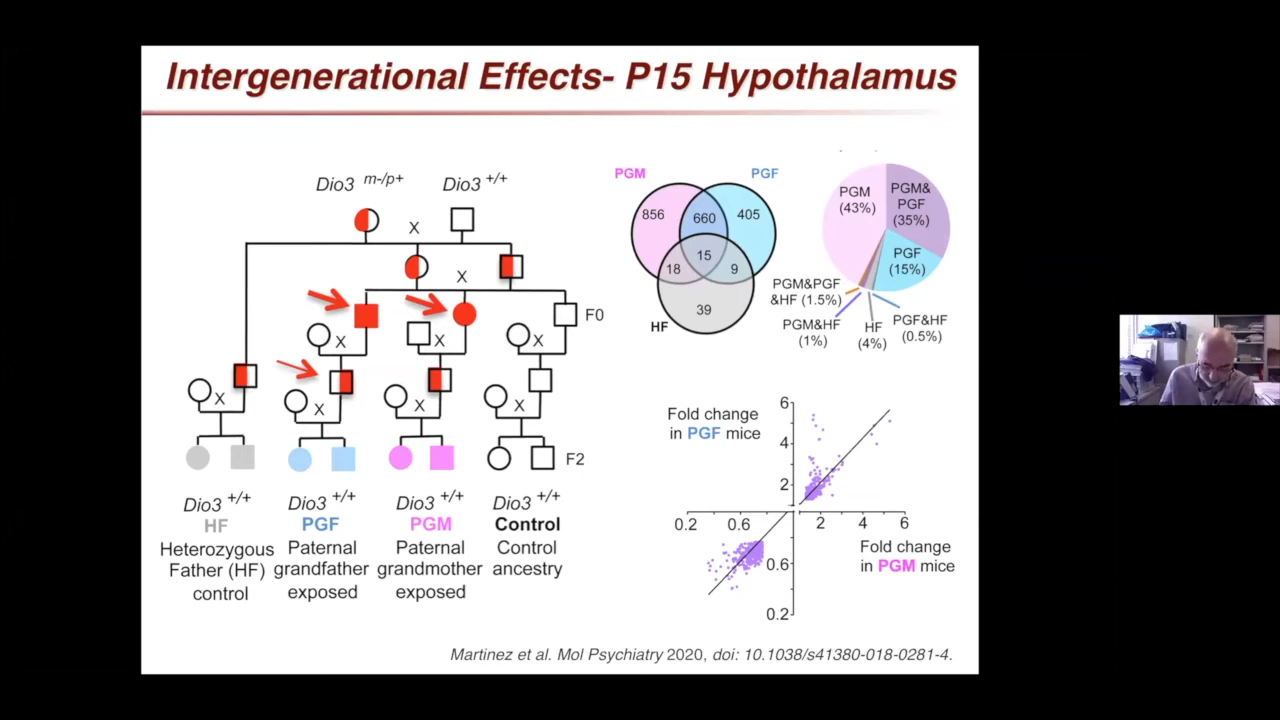 Intergenerational Effects- P15 Hypothalamus
Dio3 m-/p+
Dio3 +/+
X
X
F0
X
X
X
X
X
X
X
F2
Dio3 +/+
HF
Heterozygous
Father (HF)
control
Dio3 +/+
PGF
Paternal
grandfather
exposed
Dio3 +/+
PGM
Paternal
grandmother
exposed
Dio3 +/+
Control
Control
ancestry
PGM
PGF
856
660
405
15
18
9
39
HF
PGM
(43%)
PGM&
PGF
(35%)
PGF
(15%)
PGM&PGF
&HF (1.5%)
PGM&HF
(1%)
HF
(4%)
PGF&HF
(0.5%)
Fold change
in PGF mice
6
4
2
0.2
0.6
2
4
6
0.6
0.2
Fold change
in PGM mice
Martinez et al. Mol Psychiatry 2020, doi: 10.1038/s41380-018-0281-4.